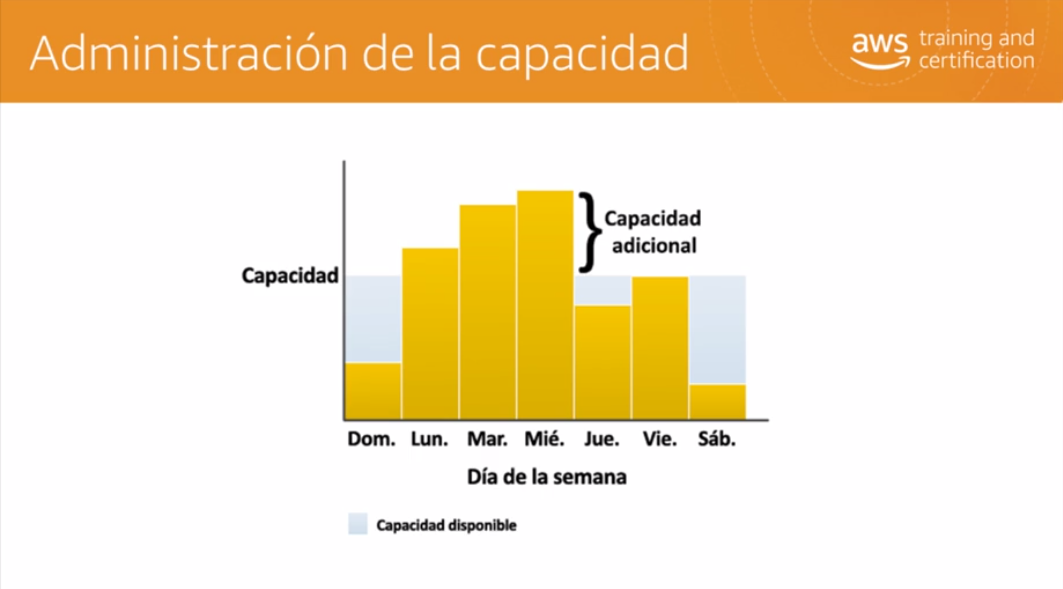 Administración de la capacidad
aws training and
certification
Capacidad
adicional
Capacidad
Dom. Lun. Mar. Mié. Jue. Vie. Sáb.
Día de la semana
Capacidad disponible